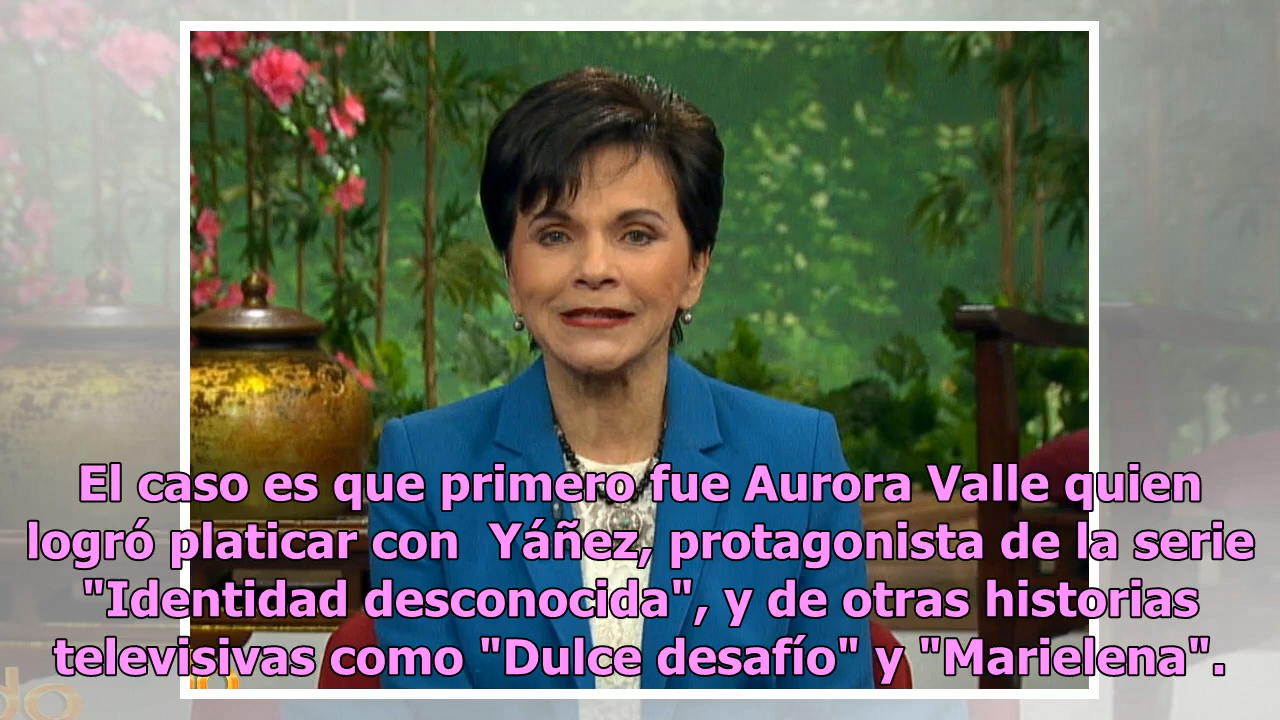 El caso es que primero fue Aurora Valle quien
logró platicar con  Yáñez, protagonista de la serie
"Identidad desconocida", y de otras historias
televisivas como "Dulce desafío" y "Marielena".
do